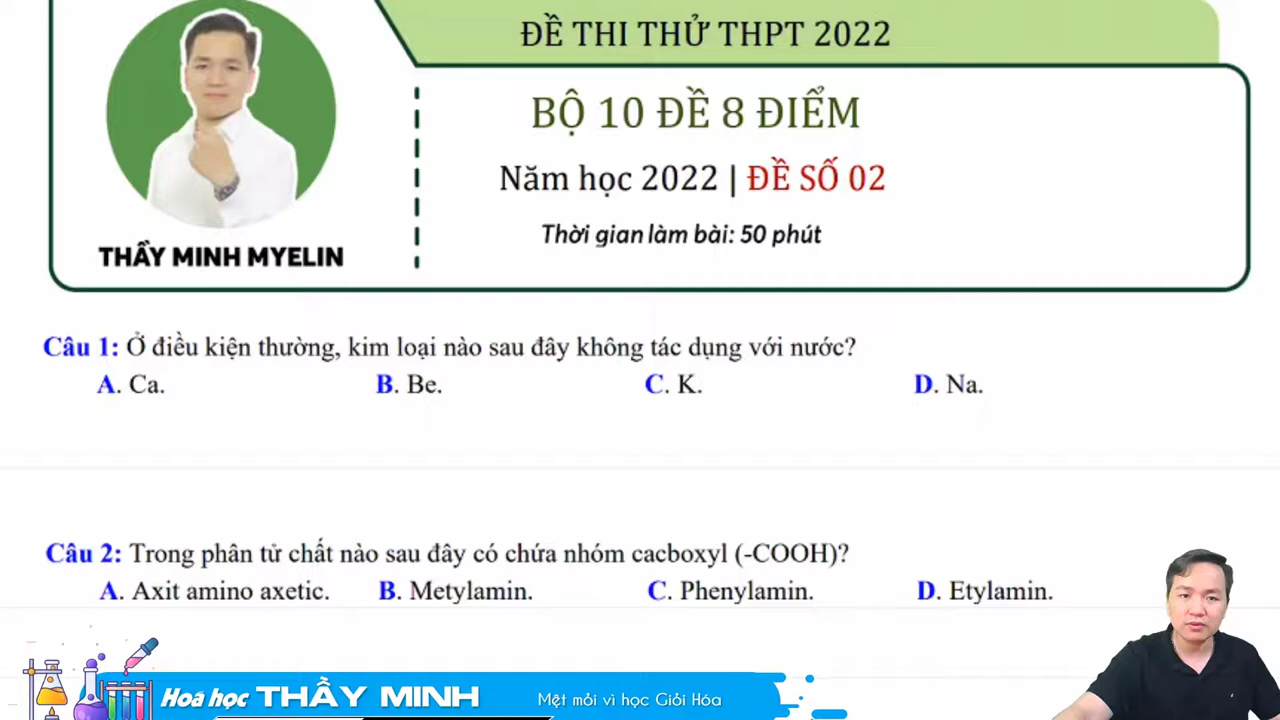 ĐỀ THI THỬ THPT 2022
BỘ 10 ĐỀ 8 ĐIỂM
Năm học 2022 | ĐỀ SỐ 02
Thời gian làm bài: 50 phút
THẦY MINH MYELIN
Câu 1: Ở điều kiện thường, kim loại nào sau đây không tác dụng với nước?
A. Ca. B. Be. C. K. D. Na.
Câu 2: Trong phân tử chất nào sau đây có chứa nhóm cacboxyl (-COOH)?
A. Axit amino axetic. B. Metylamin. C. Phenylamin. D. Etylamin.
Hoá học THẦY MINH Mệt mỏi vì học Giỏi Hóa